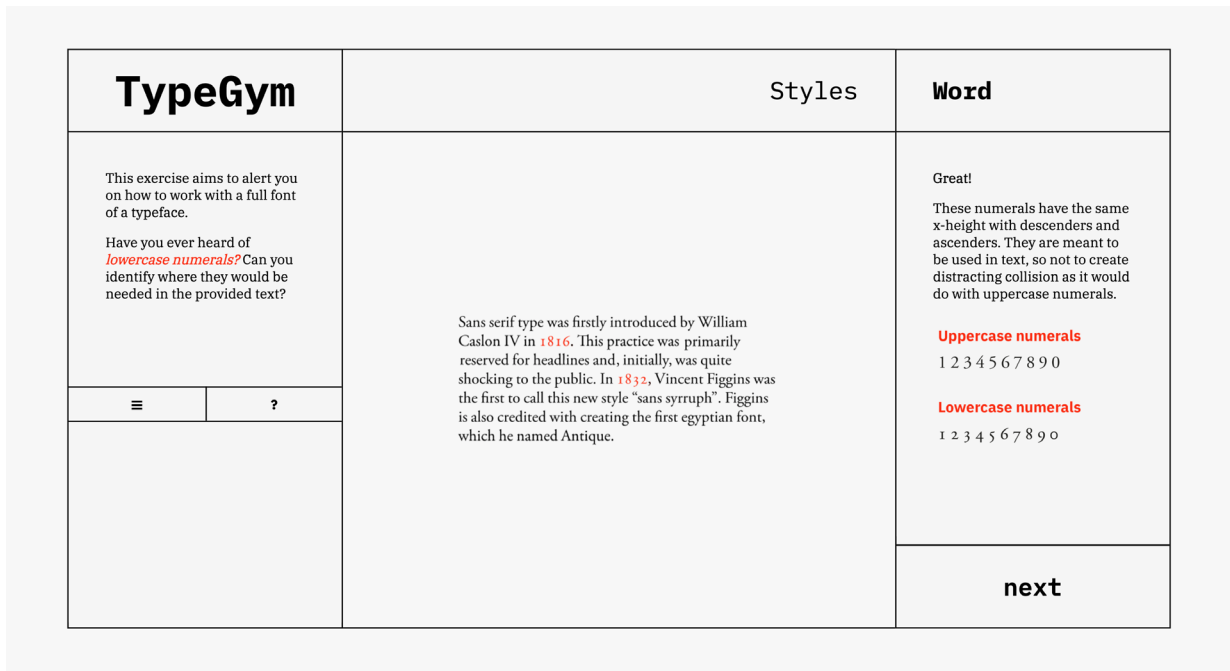 TypeGym
Styles
Word
This exercise aims to alert you
on how to work with a full font
of a typeface.
Have you ever heard of
lowercase numerals? Can you
identify where they would be
needed in the provided text?
≡
?
Sans serif type was firstly introduced by William
Caslon IV in 1816. This practice was primarily
reserved for headlines and, initially, was quite
shocking to the public. In 1832, Vincent Figgins was
the first to call this new style “sans syrruph”. Figgins
is also credited with creating the first egyptian font,
which he named Antique.
Great!
These numerals have the same
x-height with descenders and
ascenders. They are meant to
be used in text, so not to create
distracting collision as it would
do with uppercase numerals.
Uppercase numerals
1 2 3 4 5 6 7 8 9 0
Lowercase numerals
1 2 3 4 5 6 7 8 9 0
next